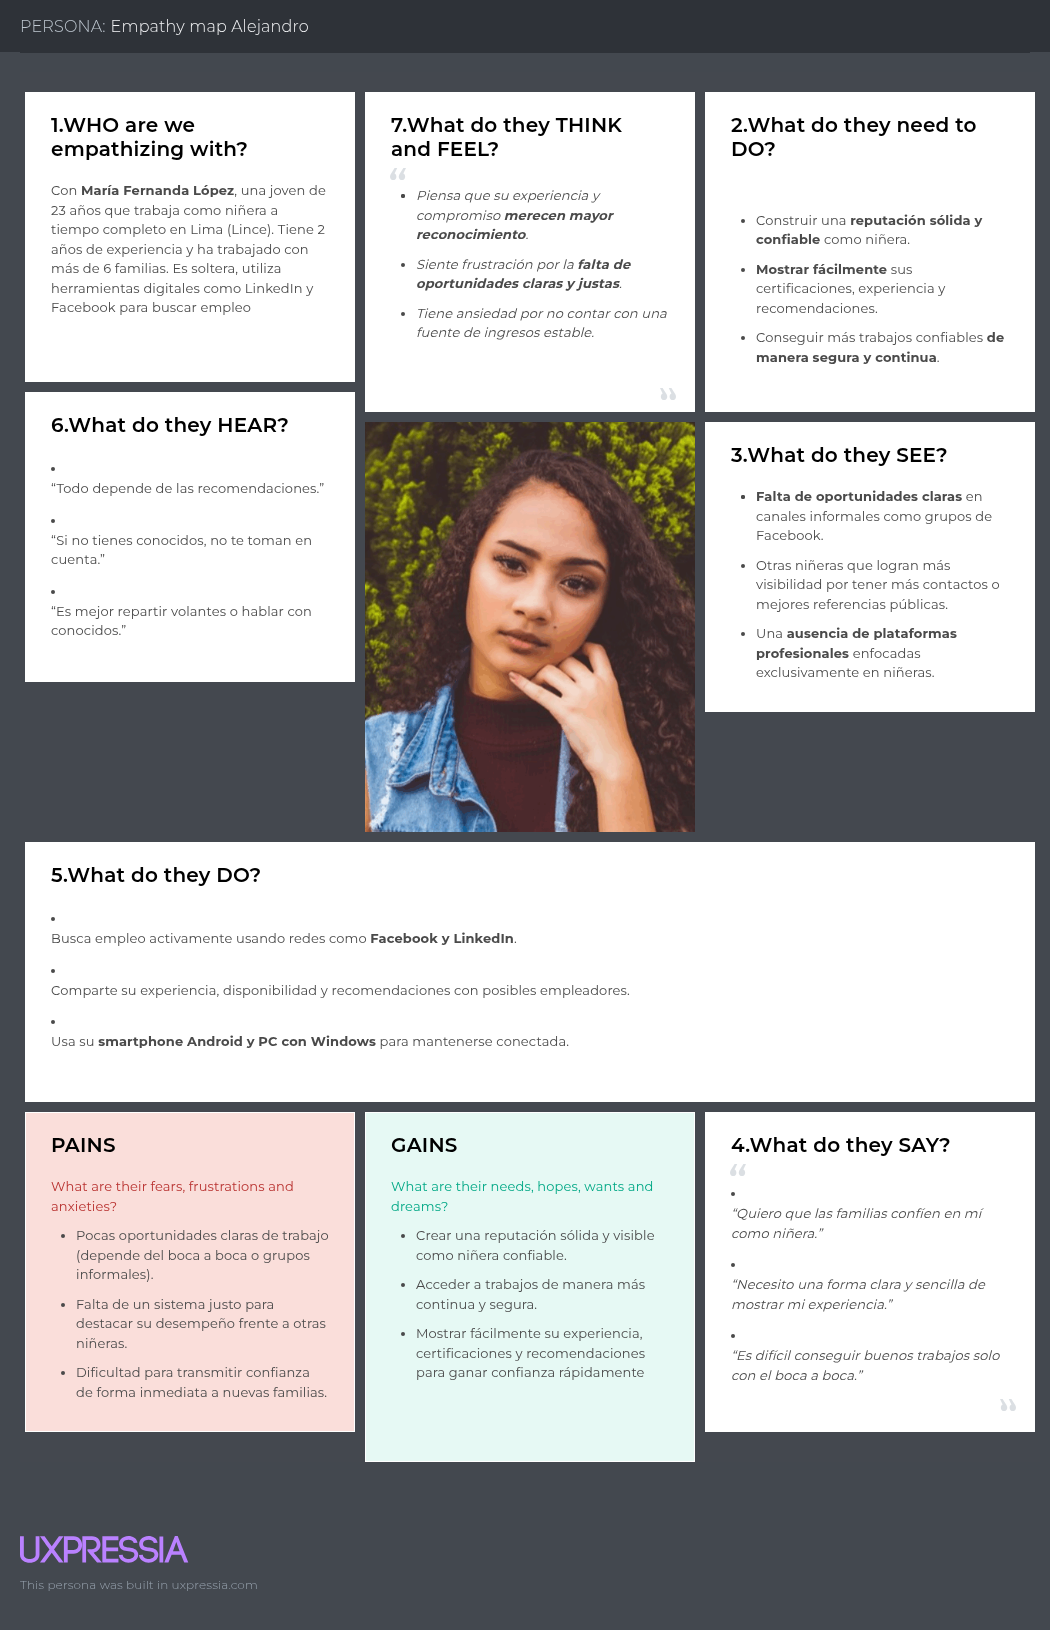 PERSONA: Empathy map Alejandro
1.WHO are we
empathizing with?
Con María Fernanda López, una joven de
23 años que trabaja como niñera a
tiempo completo en Lima (Lince). Tiene 2
años de experiencia y ha trabajado con
más de 6 familias. Es soltera, utiliza
herramientas digitales como LinkedIn y
Facebook para buscar empleo
7.What do they THINK
and FEEL?
“
• Piensa que su experiencia y
compromiso merecen mayor
reconocimiento.
• Siente frustración por la falta de
oportunidades claras y justas.
• Tiene ansiedad por no contar con una
fuente de ingresos estable.
”
2.What do they need to
DO?
• Construir una reputación sólida y
confiable como niñera.
• Mostrar fácilmente sus
certificaciones, experiencia y
recomendaciones.
• Conseguir más trabajos confiables de
manera segura y continua.
6.What do they HEAR?
•
“Todo depende de las recomendaciones.”
•
“Si no tienes conocidos, no te toman en
cuenta.”
•
“Es mejor repartir volantes o hablar con
conocidos.”
3.What do they SEE?
• Falta de oportunidades claras en
canales informales como grupos de
Facebook.
• Otras niñeras que logran más
visibilidad por tener más contactos o
mejores referencias públicas.
• Una ausencia de plataformas
profesionales enfocadas
exclusivamente en niñeras.
5.What do they DO?
•
Busca empleo activamente usando redes como Facebook y LinkedIn.
•
Comparte su experiencia, disponibilidad y recomendaciones con posibles empleadores.
•
Usa su smartphone Android y PC con Windows para mantenerse conectada.
PAINS
What are their fears, frustrations and
anxieties?
• Pocas oportunidades claras de trabajo
(depende del boca a boca o grupos
informales).
• Falta de un sistema justo para
destacar su desempeño frente a otras
niñeras.
• Dificultad para transmitir confianza
de forma inmediata a nuevas familias.
GAINS
What are their needs, hopes, wants and
dreams?
• Crear una reputación sólida y visible
como niñera confiable.
• Acceder a trabajos de manera más
continua y segura.
• Mostrar fácilmente su experiencia,
certificaciones y recomendaciones
para ganar confianza rápidamente
4.What do they SAY?
“
•
“Quiero que las familias confíen en mí
como niñera.”
•
“Necesito una forma clara y sencilla de
mostrar mi experiencia.”
•
“Es difícil conseguir buenos trabajos solo
con el boca a boca.”
”
UXPRESSIA
This persona was built in uxpressia.com